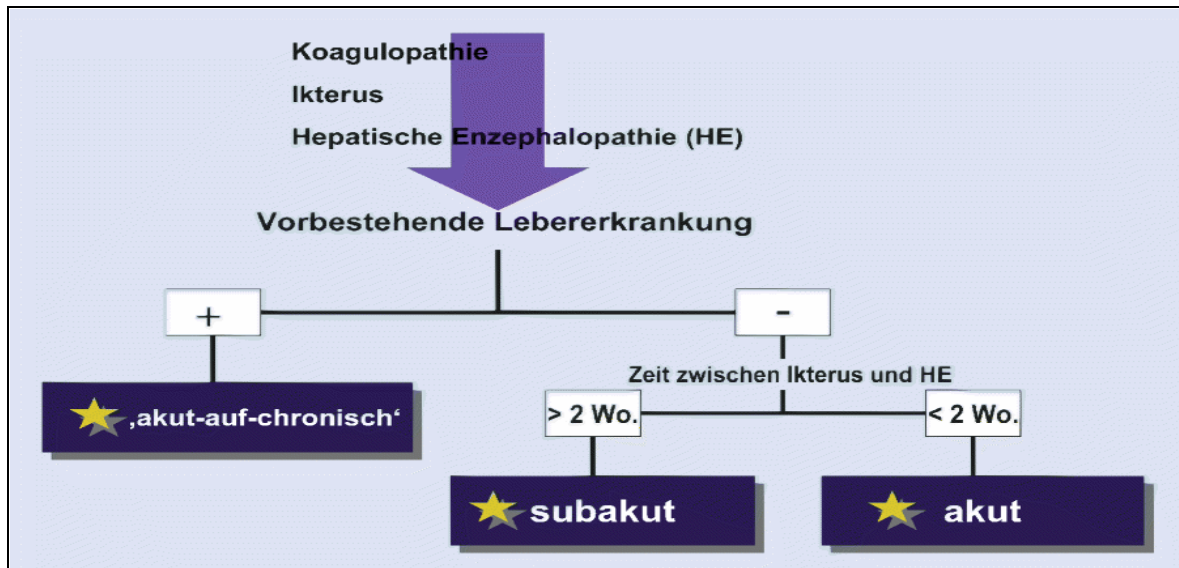 Koagulopathie
Ikterus
Hepatische Enzephalopathie (HE)
Vorbestehende Lebererkrankung
+
-
Zeit zwischen Ikterus und HE
> 2 Wo.
< 2 Wo.
‚akut-auf-chronisch‘
subakut
akut